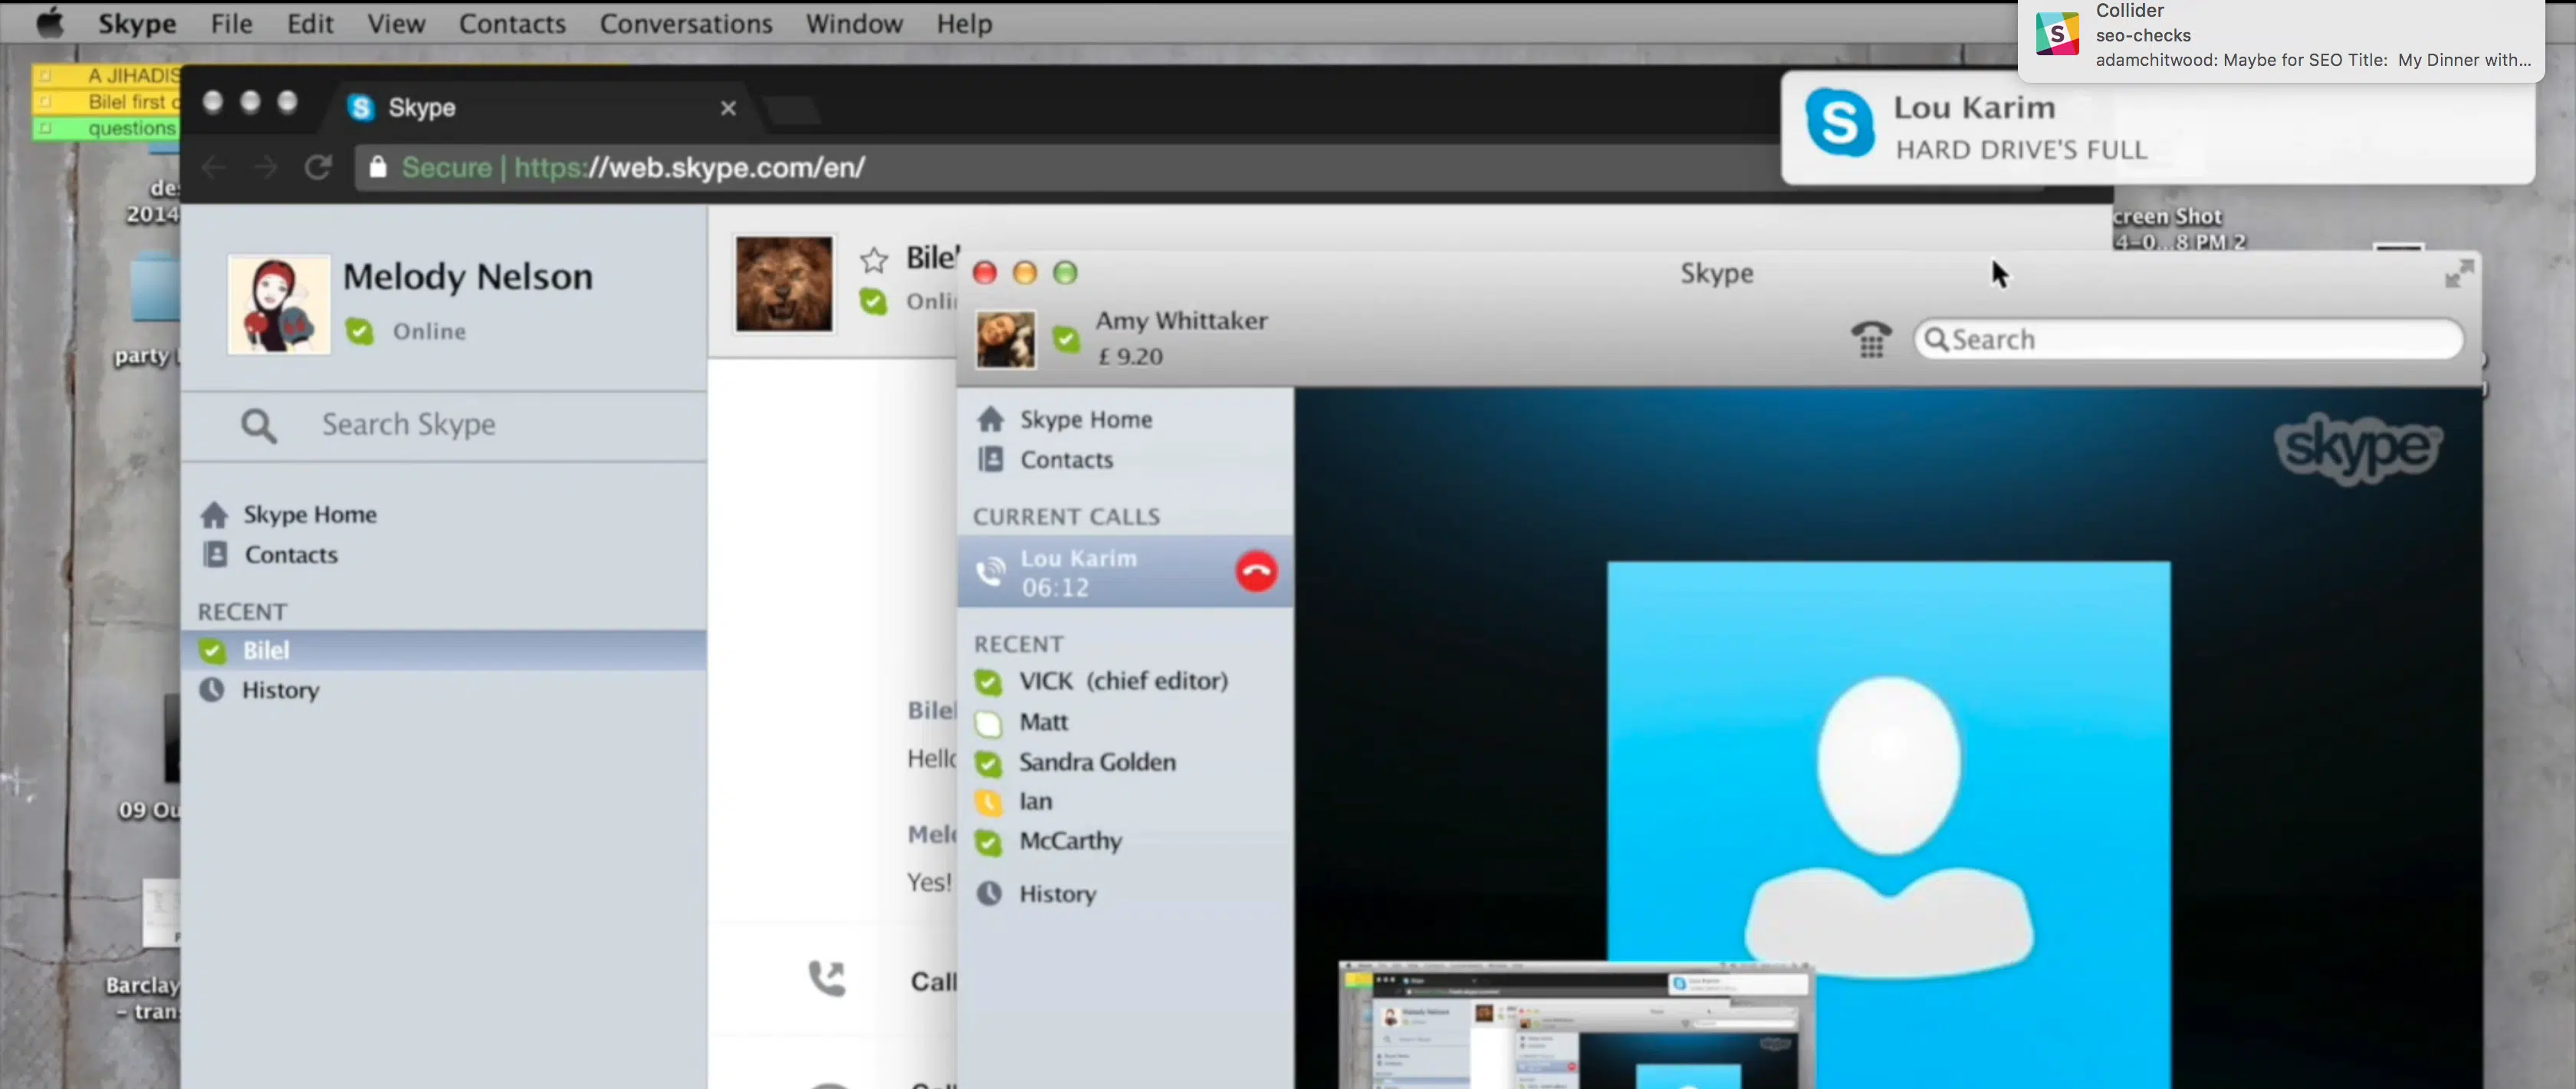 Skype File Edit View Contacts Conversations Window Help
Collider
seo-checks
adamchitwood: Maybe for SEO Title: My Dinner with...
A JIHADIS
Bilel first
questions
Skype
Secure | https://web.skype.com/en/
Lou Karim
HARD DRIVE'S FULL
de
2014
party
09 Ou
Barclay
- tran
creen Shot
4-0...8 PM 2
Melody Nelson
Online
Search Skype
Skype Home
Contacts
RECENT
Bilel
History
Bilel
Onli
Bilel
Hello
Melo
Yes!
Call
Skype
Amy Whittaker
£ 9.20
Search
Skype Home
Contacts
CURRENT CALLS
Lou Karim
06:12
RECENT
VICK (chief editor)
Matt
Sandra Golden
Ian
McCarthy
History
skype